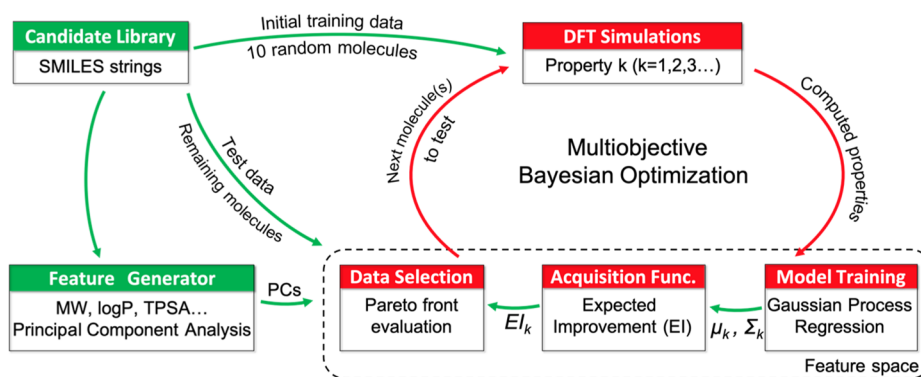 Candidate Library
SMILES strings
Initial training data
10 random molecules
DFT Simulations
Property k (k=1,2,3...)
Test data
Remaining molecules
Next molecule(s)
to test
Multiobjective
Bayesian Optimization
Computed properties
Feature Generator
MW, logP, TPSA...
Principal Component Analysis
PCs
Data Selection
Pareto front
evaluation
EIₖ
Acquisition Func.
Expected
Improvement (EI)
μₖ, Σₖ
Model Training
Gaussian Process
Regression
Feature space